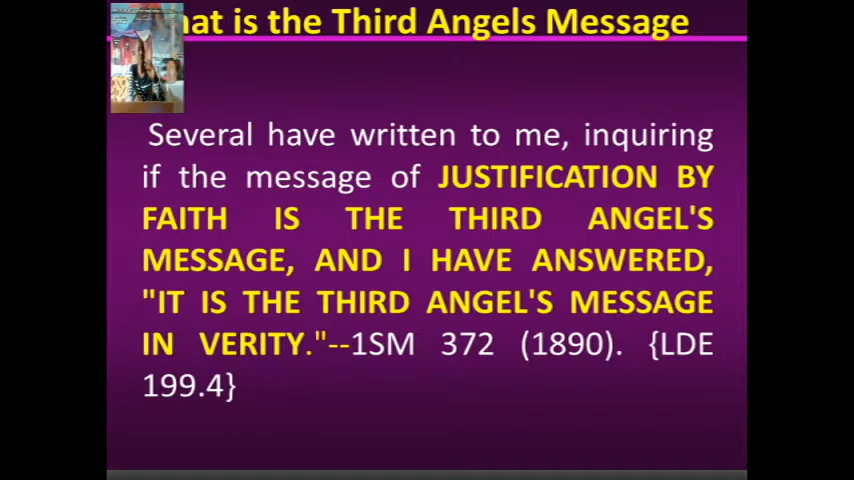 hat is the Third Angels Message
Several have written to me, inquiring
if the message of JUSTIFICATION BY
FAITH IS THE THIRD ANGEL'S
MESSAGE, AND I HAVE ANSWERED,
"IT IS THE THIRD ANGEL'S MESSAGE
IN VERITY."--1SM 372 (1890). {LDE
199.4}